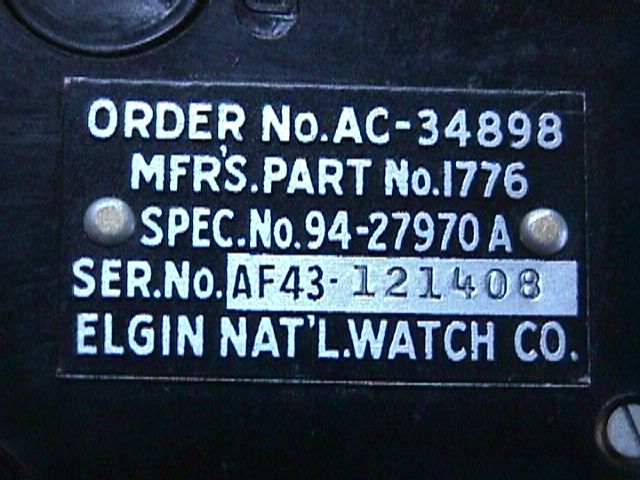 ORDER No.AC-34898
MFR'S.PART No.1776
SPEC.No.94-27970A
SER.No.AF43-121408
ELGIN NAT'L.WATCH CO.